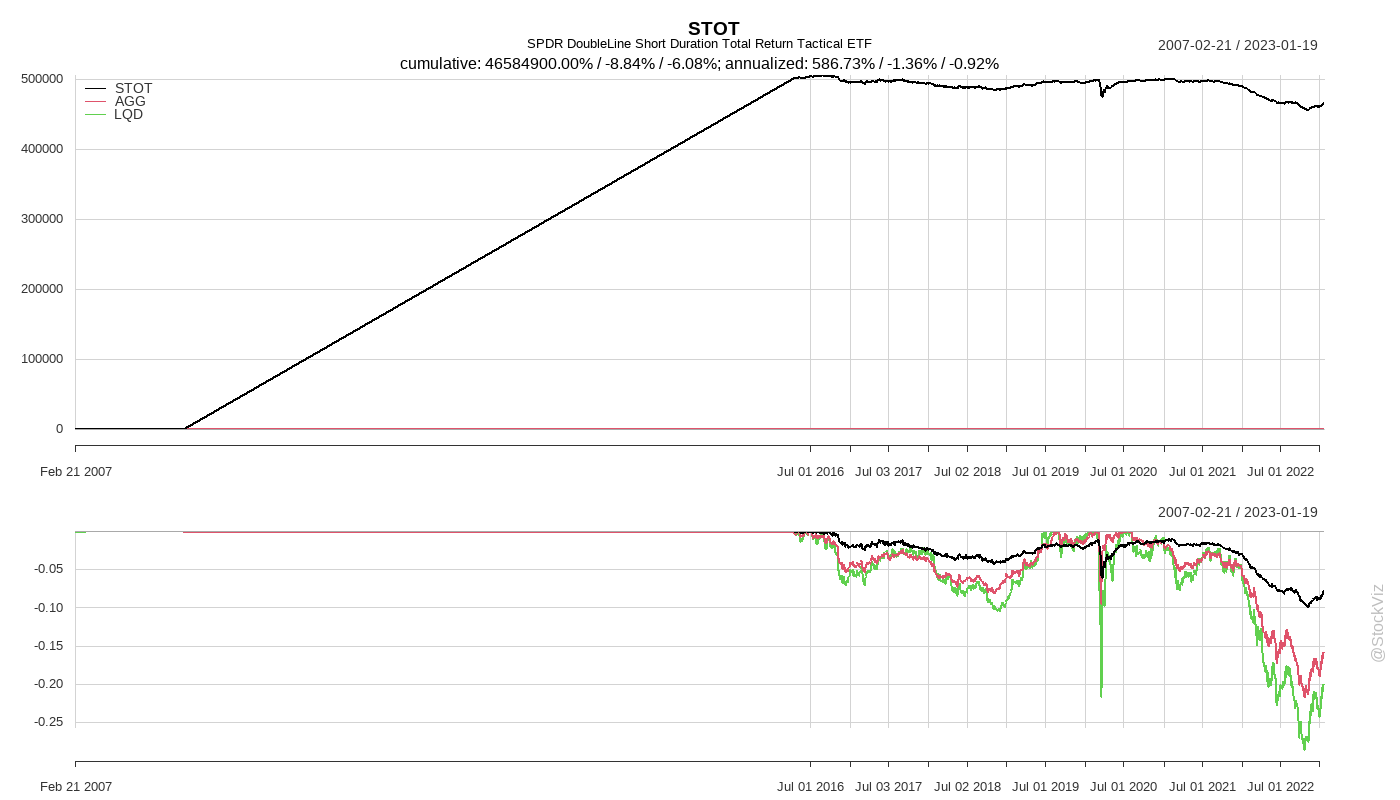 STOT
SPDR DoubleLine Short Duration Total Return Tactical ETF
2007-02-21 / 2023-01-19
cumulative: 46584900.00% / -8.84% / -6.08%; annualized: 586.73% / -1.36% / -0.92%
500000
STOT
AGG
LQD
400000
300000
200000
100000
0
Feb 21 2007 Jul 01 2016 Jul 03 2017 Jul 02 2018 Jul 01 2019 Jul 01 2020 Jul 01 2021 Jul 01 2022
2007-02-21 / 2023-01-19
-0.05
-0.10
-0.15
-0.20
-0.25
@StockViz
Feb 21 2007 Jul 01 2016 Jul 03 2017 Jul 02 2018 Jul 01 2019 Jul 01 2020 Jul 01 2021 Jul 01 2022